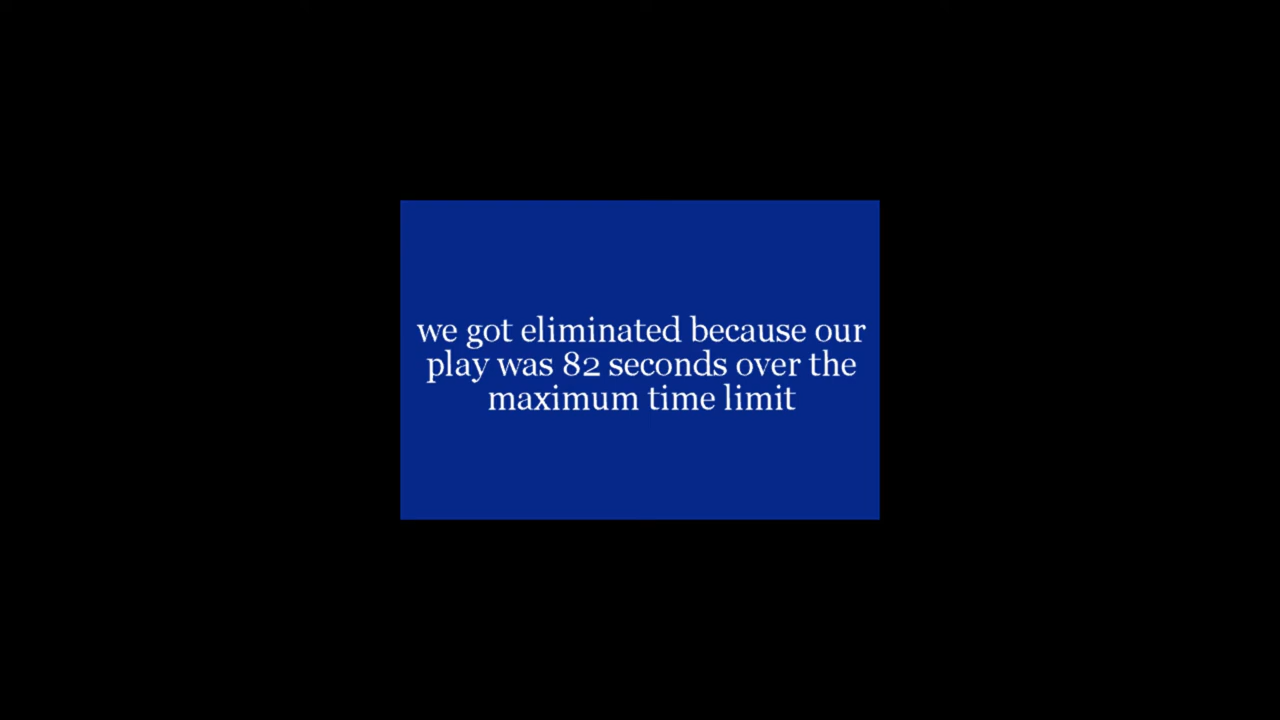 we got eliminated because our
play was 82 seconds over the
maximum time limit